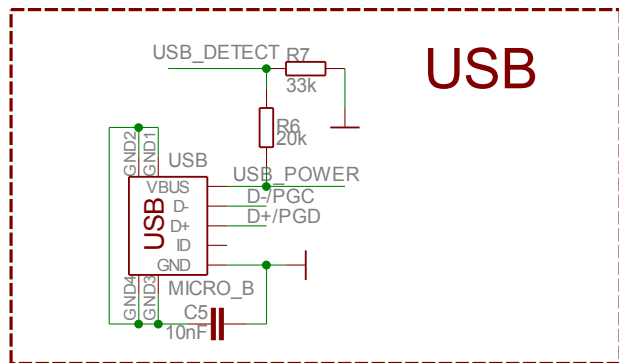 USB
USB_DETECT
R7
33k
R6
20k
GND2
GND1
USB
USB_POWER
VBUS
D-/PGC
D-
D+/PGD
D+
USB
ID
GND
GND4
GND3
MICRO_B
C5
10nF